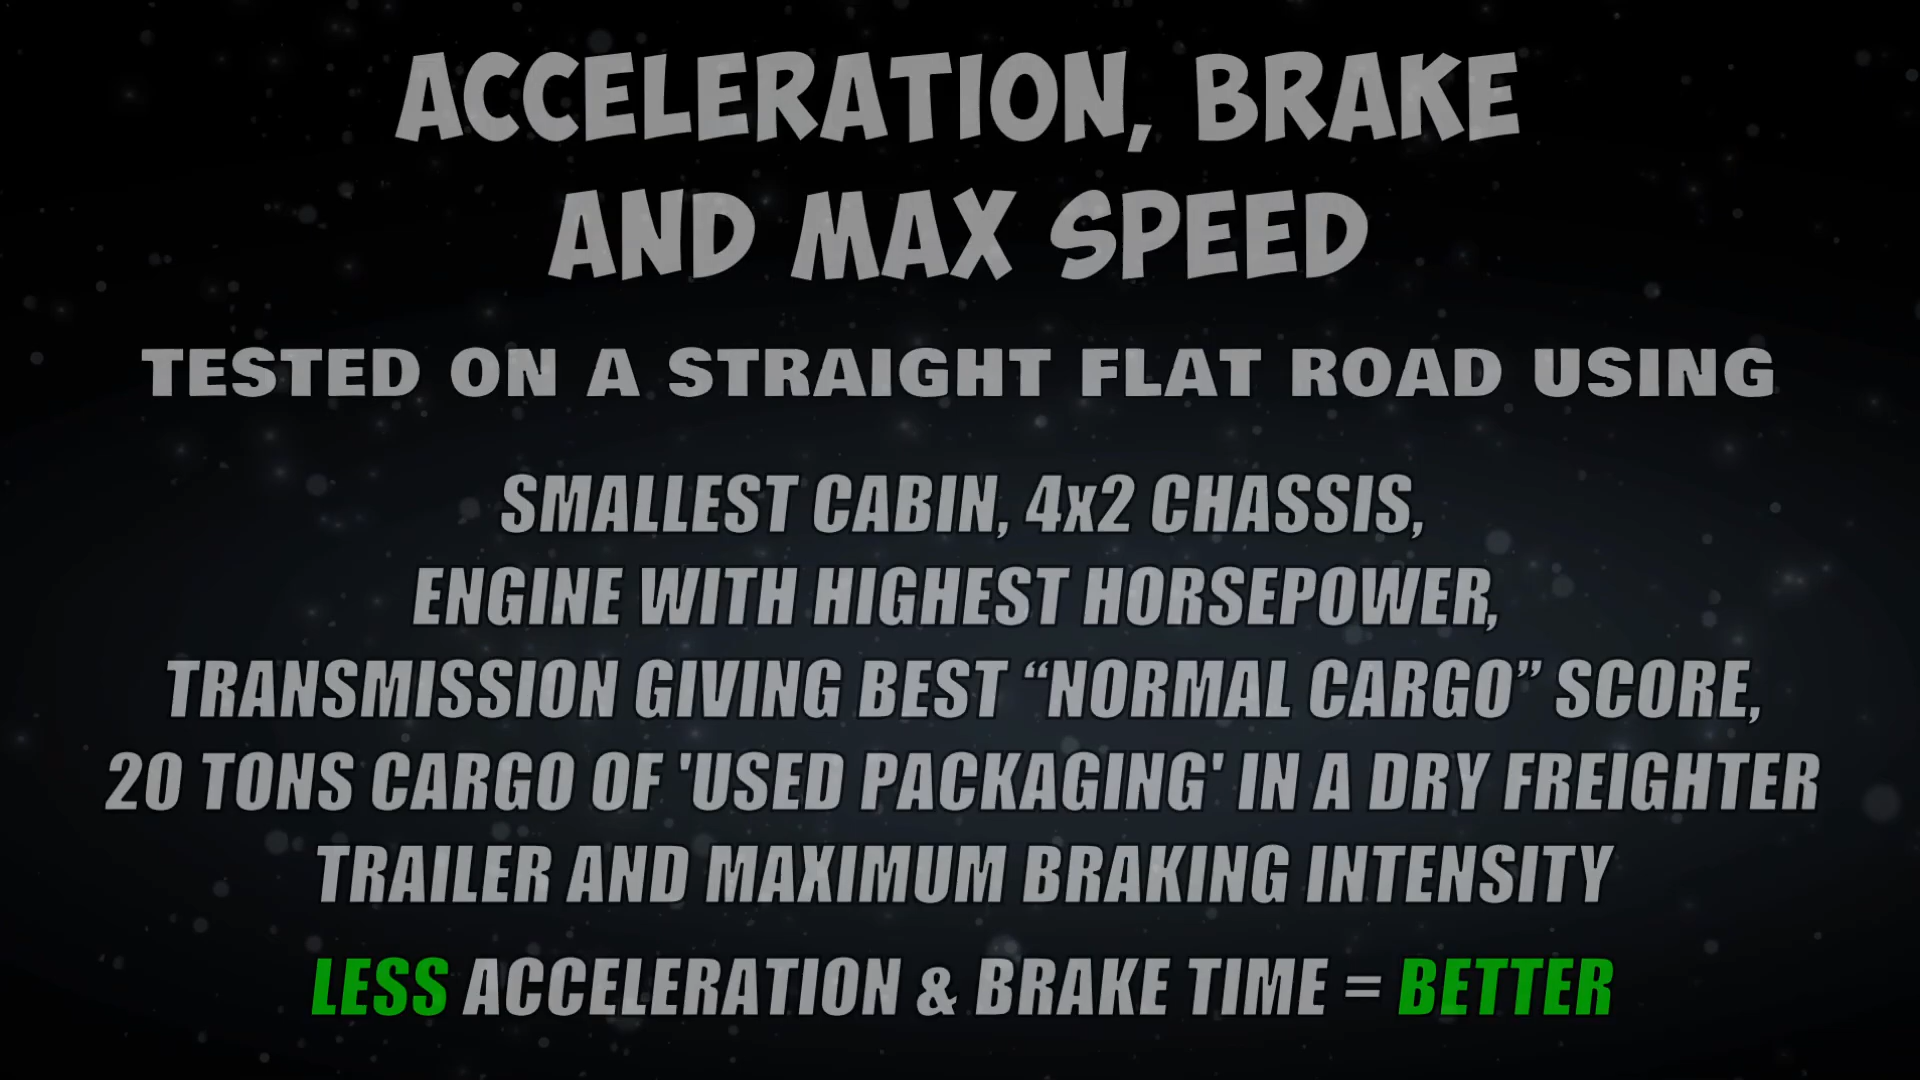 ACCELERATION, BRAKE
AND MAX SPEED
TESTED ON A STRAIGHT FLAT ROAD USING
SMALLEST CABIN, 4x2 CHASSIS,
ENGINE WITH HIGHEST HORSEPOWER,
TRANSMISSION GIVING BEST “NORMAL CARGO” SCORE,
20 TONS CARGO OF 'USED PACKAGING' IN A DRY FREIGHTER
TRAILER AND MAXIMUM BRAKING INTENSITY
LESS ACCELERATION & BRAKE TIME = BETTER